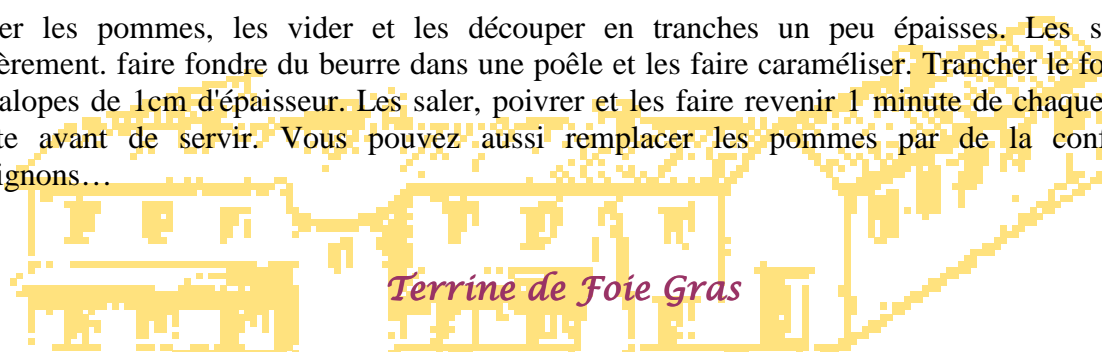 er les pommes, les vider et les découper en tranches un peu épaisses. Les s
èrement. faire fondre du beurre dans une poêle et les faire caraméliser. Trancher le fo
alopes de 1cm d'épaisseur. Les saler, poivrer et les faire revenir 1 minute de chaque
te avant de servir. Vous pouvez aussi remplacer les pommes par de la conf
ignons…
Terrine de Foie Gras